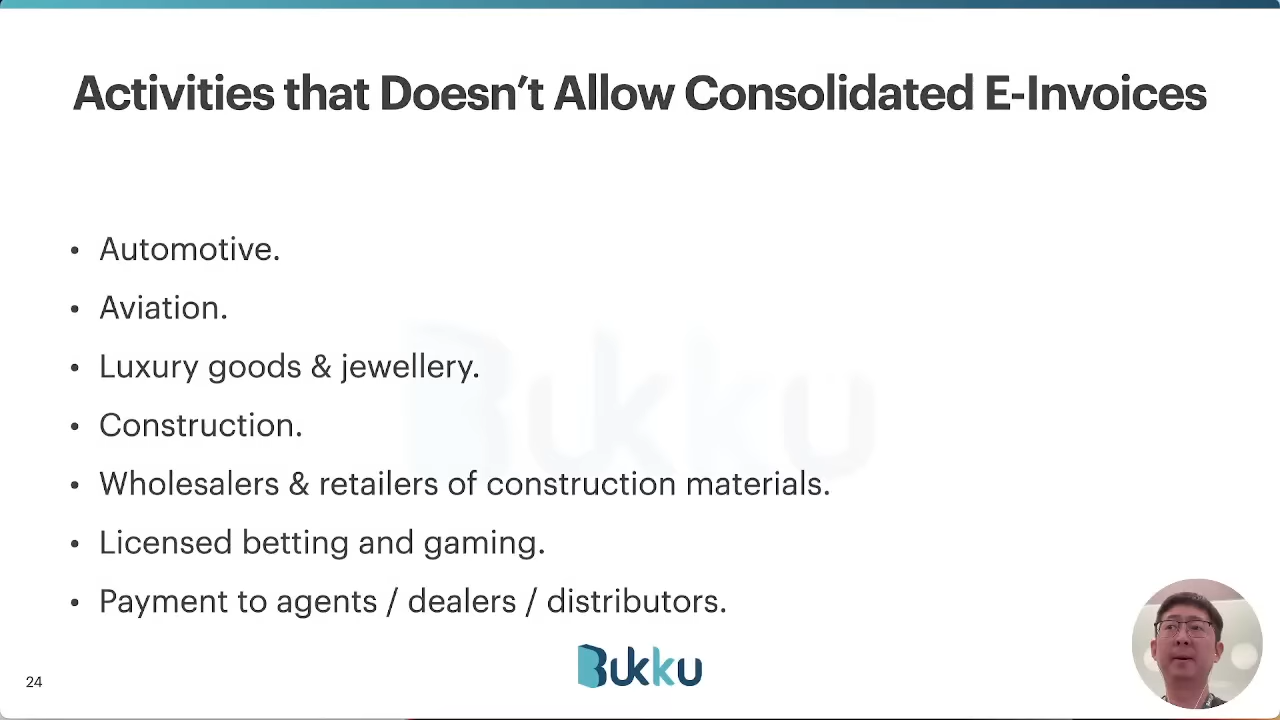 Activities that Doesn't Allow Consolidated E-Invoices
• Automotive.
• Aviation.
• Luxury goods & jewellery.
• Construction.
• Wholesalers & retailers of construction materials.
• Licensed betting and gaming.
• Payment to agents / dealers / distributors.
Bukku
Bukku
24